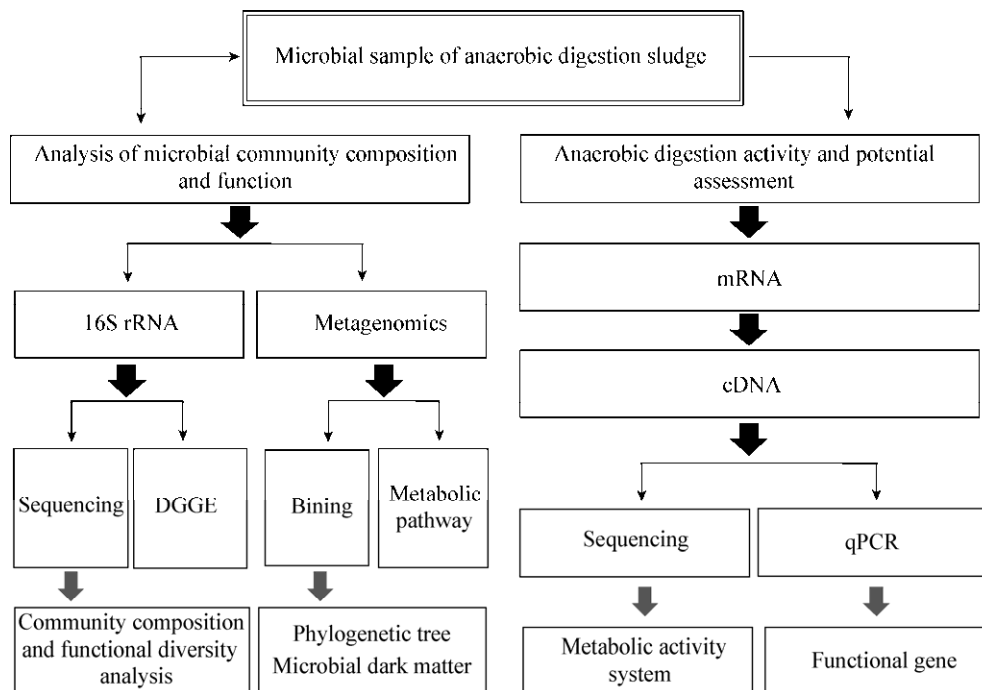 Microbial sample of anaerobic digestion sludge
Analysis of microbial community composition
and function
Anaerobic digestion activity and potential
assessment
mRNA
16S rRNA
Metagenomics
cDNA
Sequencing
DGGE
Bining
Metabolic
pathway
Sequencing
qPCR
Community composition
and functional diversity
analysis
Phylogenetic tree
Microbial dark matter
Metabolic activity
system
Functional gene